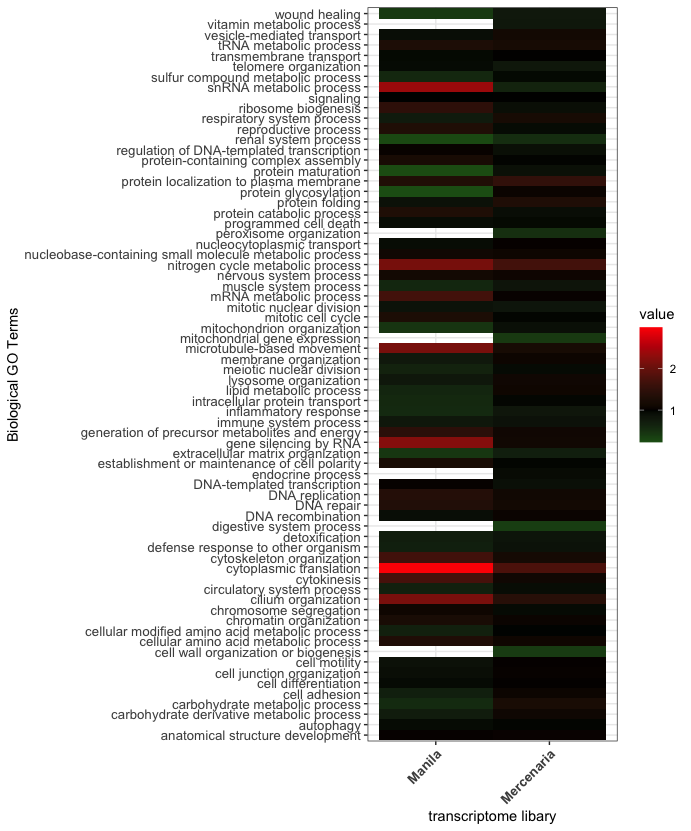 wound healing
vitamin metabolic process
vesicle-mediated transport
tRNA metabolic process
transmembrane transport
telomere organization
sulfur compound metabolic process
snRNA metabolic process
signaling
ribosome biogenesis
respiratory system process
reproductive process
renal system process
regulation of DNA-templated transcription
protein-containing complex assembly
protein maturation
protein localization to plasma membrane
protein glycosylation
protein folding
protein catabolic process
programmed cell death
peroxisome organization
nucleocytoplasmic transport
nucleobase-containing small molecule metabolic process
nitrogen cycle metabolic process
nervous system process
muscle system process
mRNA metabolic process
mitotic nuclear division
mitotic cell cycle
mitochondrion organization
mitochondrial gene expression
microtubule-based movement
membrane organization
meiotic nuclear division
lysosome organization
lipid metabolic process
intracellular protein transport
inflammatory response
immune system process
generation of precursor metabolites and energy
gene silencing by RNA
extracellular matrix organization
establishment or maintenance of cell polarity
endocrine process
DNA-templated transcription
DNA replication
DNA repair
DNA recombination
digestive system process
detoxification
defense response to other organism
cytoskeleton organization
cytoplasmic translation
cytokinesis
circulatory system process
cilium organization
chromosome segregation
chromatin organization
cellular modified amino acid metabolic process
cellular amino acid metabolic process
cell wall organization or biogenesis
cell motility
cell junction organization
cell differentiation
cell adhesion
carbohydrate metabolic process
carbohydrate derivative metabolic process
autophagy
anatomical structure development
Biological GO Terms
Manila
Mercenaria
transcriptome libary
value
2
1